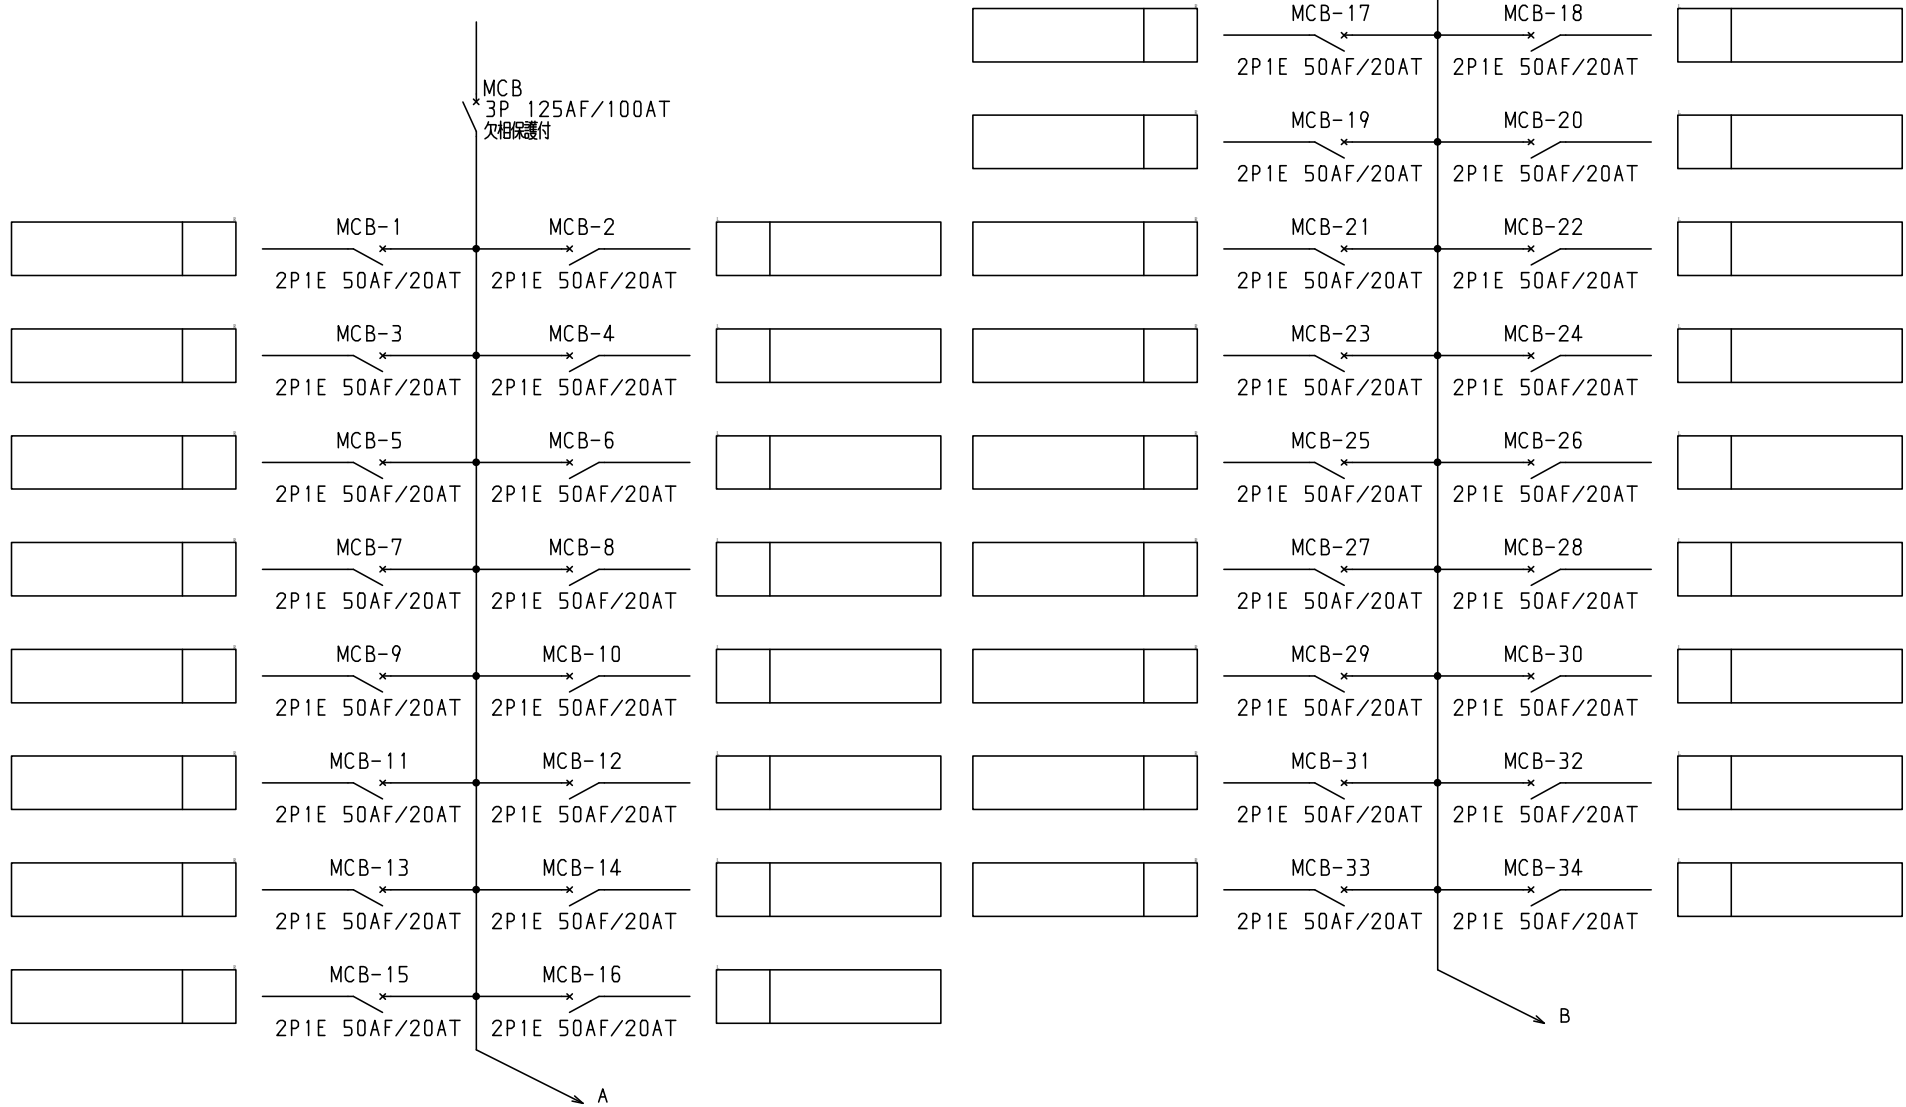 MCB
3P 125AF/100AT
欠相保護付
MCB-1 MCB-2
2P1E 50AF/20AT 2P1E 50AF/20AT
MCB-3 MCB-4
2P1E 50AF/20AT 2P1E 50AF/20AT
MCB-5 MCB-6
2P1E 50AF/20AT 2P1E 50AF/20AT
MCB-7 MCB-8
2P1E 50AF/20AT 2P1E 50AF/20AT
MCB-9 MCB-10
2P1E 50AF/20AT 2P1E 50AF/20AT
MCB-11 MCB-12
2P1E 50AF/20AT 2P1E 50AF/20AT
MCB-13 MCB-14
2P1E 50AF/20AT 2P1E 50AF/20AT
MCB-15 MCB-16
2P1E 50AF/20AT 2P1E 50AF/20AT
A
MCB-17 MCB-18
2P1E 50AF/20AT 2P1E 50AF/20AT
MCB-19 MCB-20
2P1E 50AF/20AT 2P1E 50AF/20AT
MCB-21 MCB-22
2P1E 50AF/20AT 2P1E 50AF/20AT
MCB-23 MCB-24
2P1E 50AF/20AT 2P1E 50AF/20AT
MCB-25 MCB-26
2P1E 50AF/20AT 2P1E 50AF/20AT
MCB-27 MCB-28
2P1E 50AF/20AT 2P1E 50AF/20AT
MCB-29 MCB-30
2P1E 50AF/20AT 2P1E 50AF/20AT
MCB-31 MCB-32
2P1E 50AF/20AT 2P1E 50AF/20AT
MCB-33 MCB-34
2P1E 50AF/20AT 2P1E 50AF/20AT
B